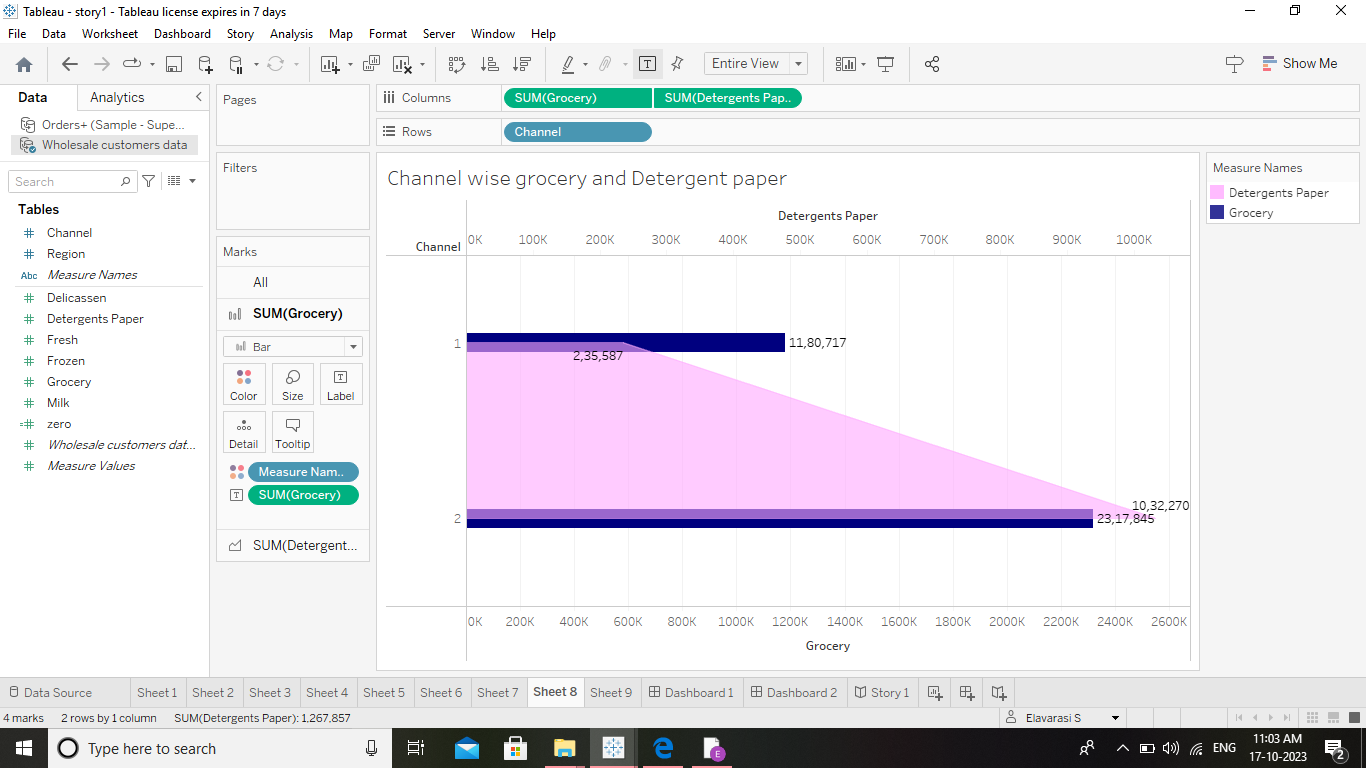 Tableau - story1 - Tableau license expires in 7 days
File Data Worksheet Dashboard Story Analysis Map Format Server Window Help
Entire View
Show Me
Data Analytics
Orders+ (Sample - Supe...
Wholesale customers data
Search
Tables
Channel
Region
Abc Measure Names
Delicassen
Detergents Paper
Fresh
Frozen
Grocery
Milk
zero
Wholesale customers dat...
Measure Values
Pages
Filters
Marks
All
SUM(Grocery)
Bar
Color Size Label
Detail Tooltip
Measure Nam..
SUM(Grocery)
SUM(Detergent...
Columns SUM(Grocery) SUM(Detergents Pap..
Rows Channel
Channel wise grocery and Detergent paper
Detergents Paper
Channel 0K 100K 200K 300K 400K 500K 600K 700K 800K 900K 1000K
1 11,80,717
2,35,587
10,32,270
2 23,17,845
0K 200K 400K 600K 800K 1000K 1200K 1400K 1600K 1800K 2000K 2200K 2400K 2600K
Grocery
Measure Names
Detergents Paper
Grocery
Data Source Sheet 1 Sheet 2 Sheet 3 Sheet 4 Sheet 5 Sheet 6 Sheet 7 Sheet 8 Sheet 9 Dashboard 1 Dashboard 2 Story 1
4 marks 2 rows by 1 column SUM(Detergents Paper): 1,267,857 Elavarasi S
Type here to search E ENG 11:03 AM
17-10-2023 2